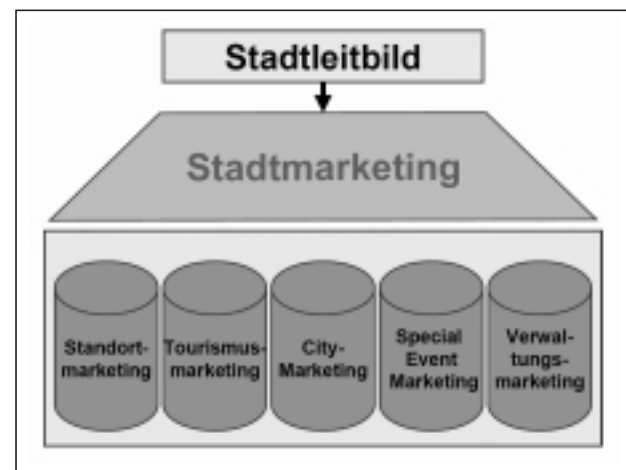 Stadtleitbild
Stadtmarketing
Standort-
marketing
Tourismus-
marketing
City-
Marketing
Special
Event
Marketing
Verwal-
tungs-
marketing